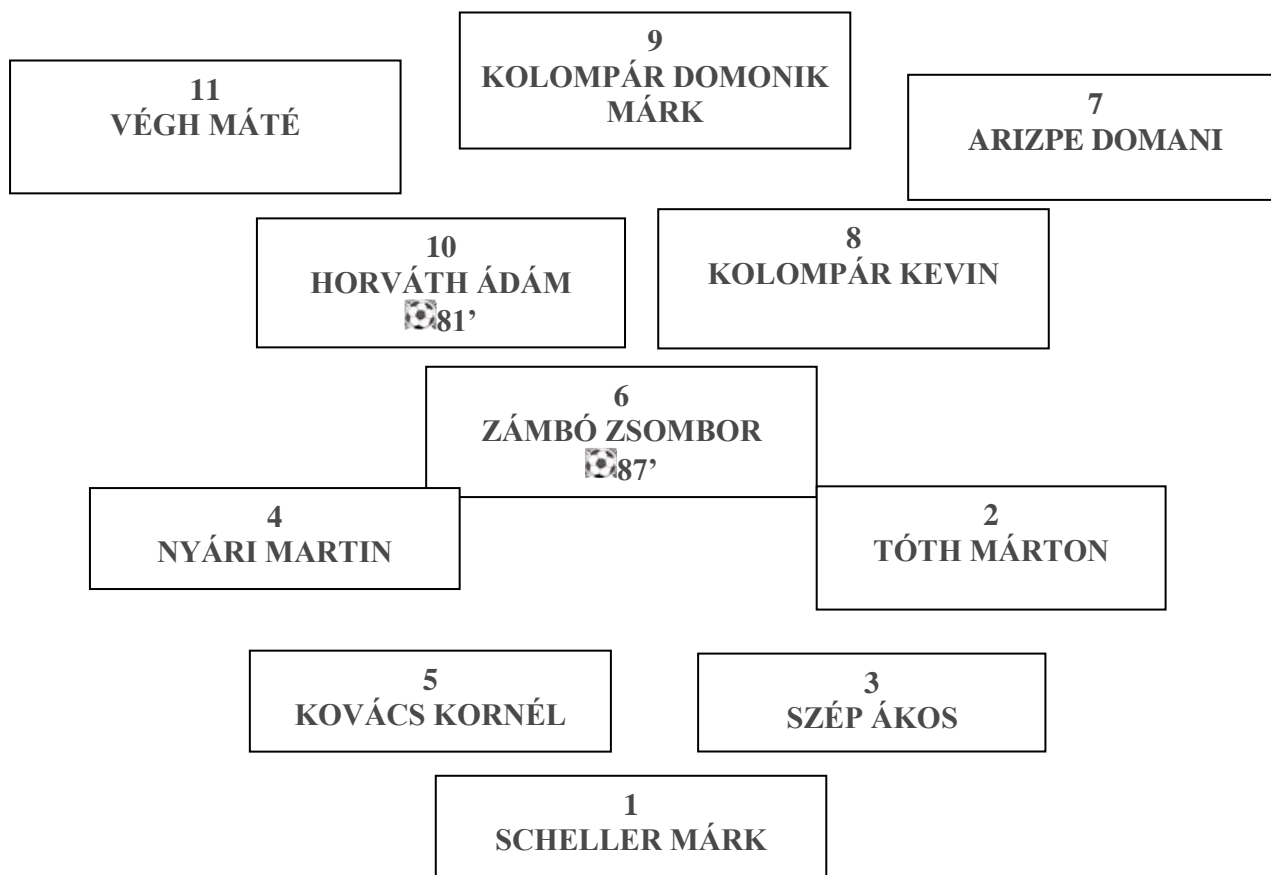 9
KOLOMPÁR DOMONIK
MÁRK
11
VÉGH MÁTÉ
7
ARIZPE DOMANI
10
HORVÁTH ÁDÁM
81’
8
KOLOMPÁR KEVIN
6
ZÁMBÓ ZSOMBOR
87’
4
NYÁRI MARTIN
2
TÓTH MÁRTON
5
KOVÁCS KORNÉL
3
SZÉP ÁKOS
1
SCHELLER MÁRK